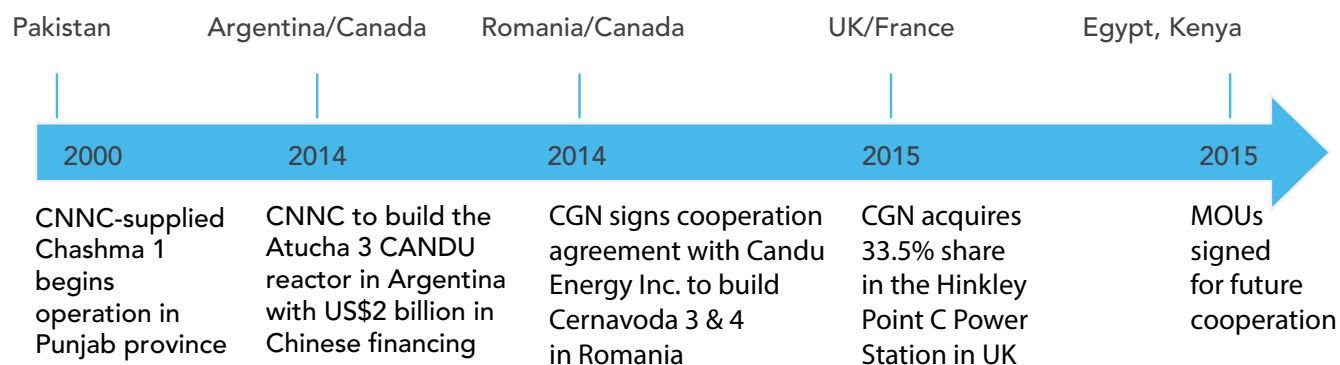 Pakistan
Argentina/Canada
Romania/Canada
UK/France
Egypt, Kenya
2000
2014
2014
2015
2015
CNNC-supplied
Chashma 1
begins
operation in
Punjab province
CNNC to build the
Atucha 3 CANDU
reactor in Argentina
with US$2 billion in
Chinese financing
CGN signs cooperation
agreement with Candu
Energy Inc. to build
Cernavoda 3 & 4
in Romania
CGN acquires
33.5% share
in the Hinkley
Point C Power
Station in UK
MOUs
signed
for future
cooperation